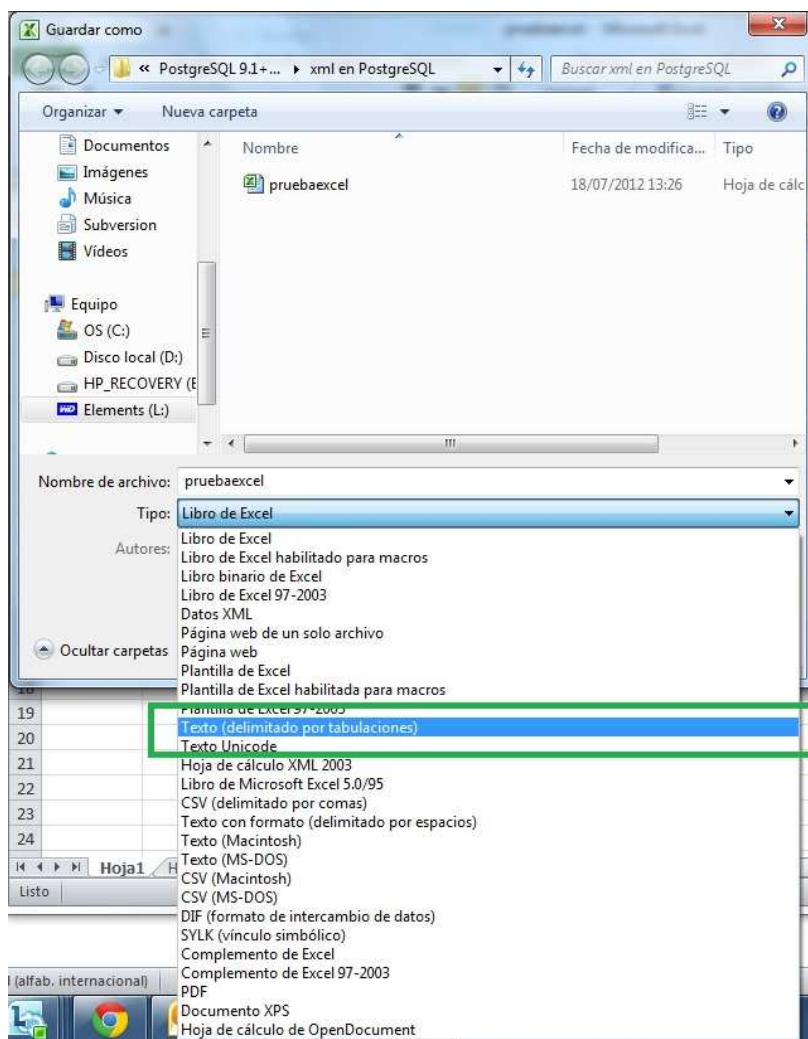 Guardar como
« PostgreSQL 9.1+... ▸ xml en PostgreSQL
Buscar xml en PostgreSQL
Organizar
Nueva carpeta
Documentos
Imágenes
Música
Subversion
Vídeos
Equipo
OS (C:)
Disco local (D:)
HP_RECOVERY (E
Elements (L:)
Nombre
Fecha de modifica...
Tipo
pruebaexcel
18/07/2012 13:26
Hoja de cálc
Nombre de archivo: pruebaexcel
Tipo: Libro de Excel
Autores:
Ocultar carpetas
Libro de Excel
Libro de Excel habilitado para macros
Libro binario de Excel
Libro de Excel 97-2003
Datos XML
Página web de un solo archivo
Página web
Plantilla de Excel
Plantilla de Excel habilitada para macros
Plantilla de Excel 97-2003
Texto (delimitado por tabulaciones)
Texto Unicode
Hoja de cálculo XML 2003
Libro de Microsoft Excel 5.0/95
CSV (delimitado por comas)
Texto con formato (delimitado por espacios)
Texto (Macintosh)
Texto (MS-DOS)
CSV (Macintosh)
CSV (MS-DOS)
DIF (formato de intercambio de datos)
SYLK (vínculo simbólico)
Complemento de Excel
Complemento de Excel 97-2003
PDF
Documento XPS
Hoja de cálculo de OpenDocument
18
19
20
21
22
23
24
Hoja1
H
Listo
(alfab. internacional)